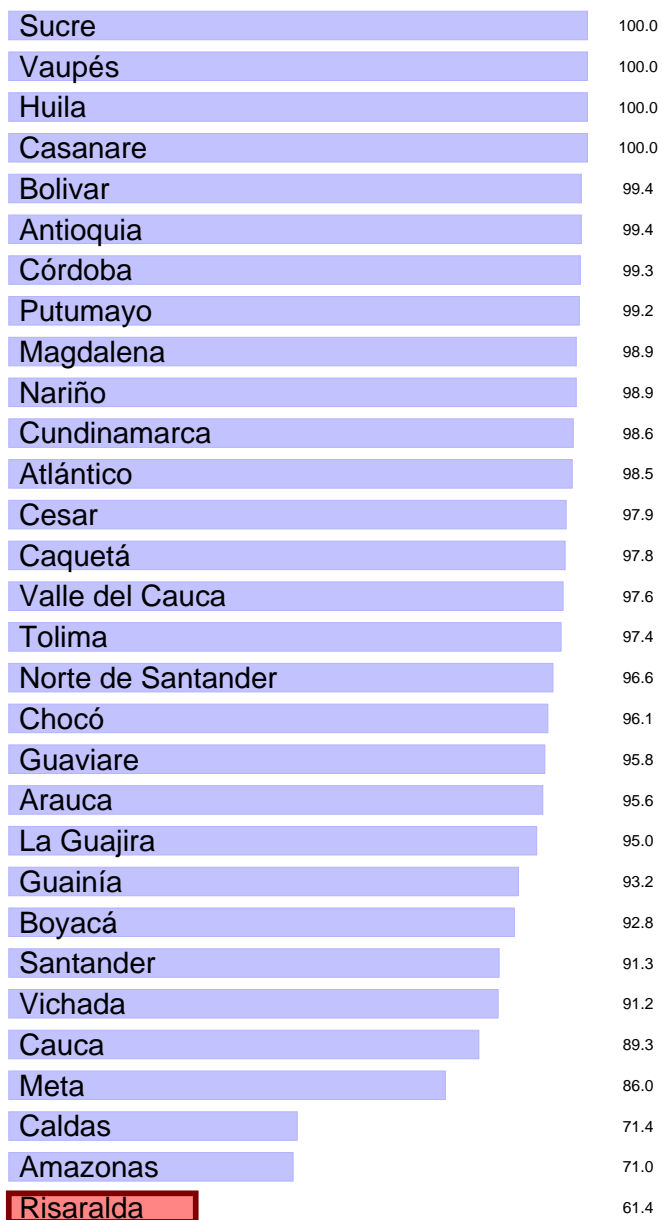 Sucre 100.0
Vaupés 100.0
Huila 100.0
Casanare 100.0
Bolivar 99.4
Antioquia 99.4
Córdoba 99.3
Putumayo 99.2
Magdalena 98.9
Nariño 98.9
Cundinamarca 98.6
Atlántico 98.5
Cesar 97.9
Caquetá 97.8
Valle del Cauca 97.6
Tolima 97.4
Norte de Santander 96.6
Chocó 96.1
Guaviare 95.8
Arauca 95.6
La Guajira 95.0
Guainía 93.2
Boyacá 92.8
Santander 91.3
Vichada 91.2
Cauca 89.3
Meta 86.0
Caldas 71.4
Amazonas 71.0
Risaralda 61.4